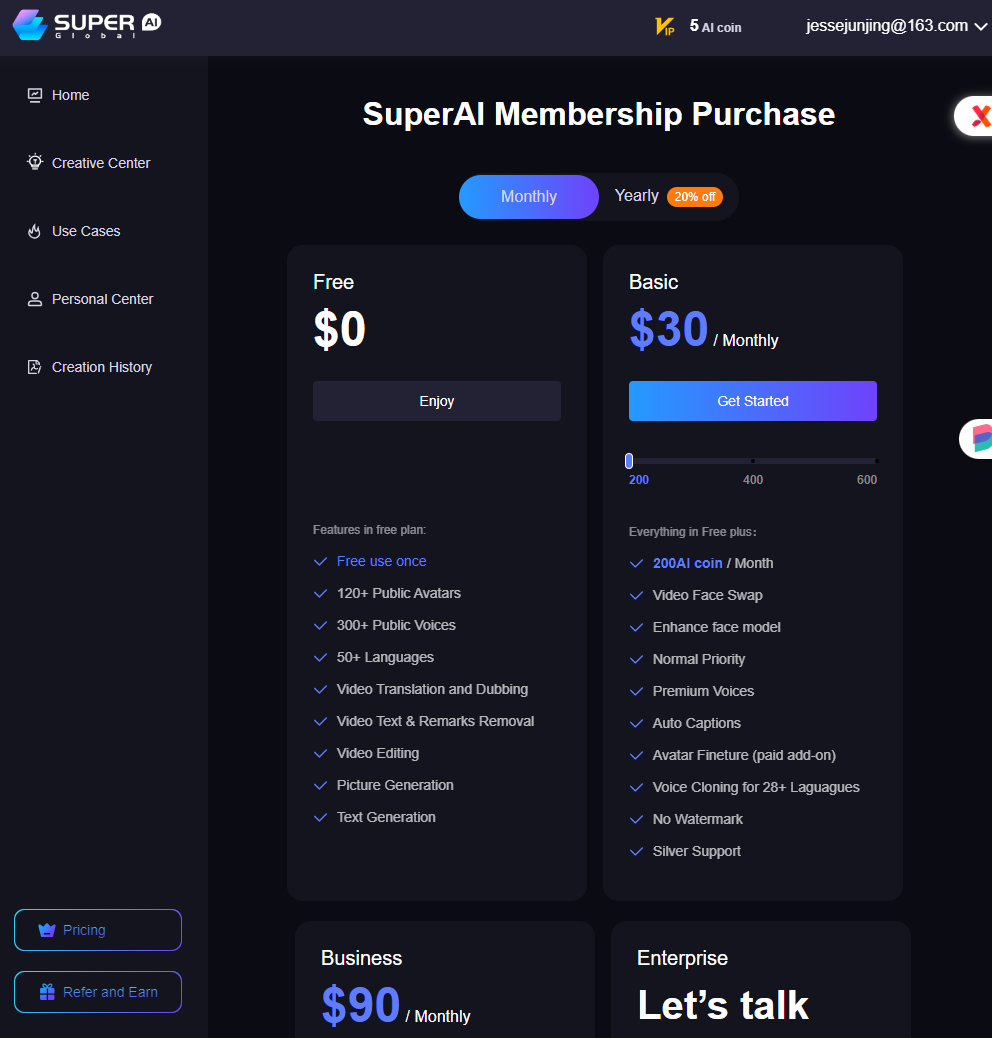 SUPER AI
Global
VIP
5 AI coin
jessejunjing@163.com
Home
Creative Center
Use Cases
Personal Center
Creation History
Pricing
Refer and Earn
SuperAI Membership Purchase
Monthly
Yearly 20% off
Free
$0
Enjoy
Features in free plan:
Free use once
120+ Public Avatars
300+ Public Voices
50+ Languages
Video Translation and Dubbing
Video Text & Remarks Removal
Video Editing
Picture Generation
Text Generation
Basic
$30 / Monthly
Get Started
200 400 600
Everything in Free plus:
200AI coin / Month
Video Face Swap
Enhance face model
Normal Priority
Premium Voices
Auto Captions
Avatar Fineture (paid add-on)
Voice Cloning for 28+ Laguagues
No Watermark
Silver Support
Business
$90 / Monthly
Enterprise
Let’s talk